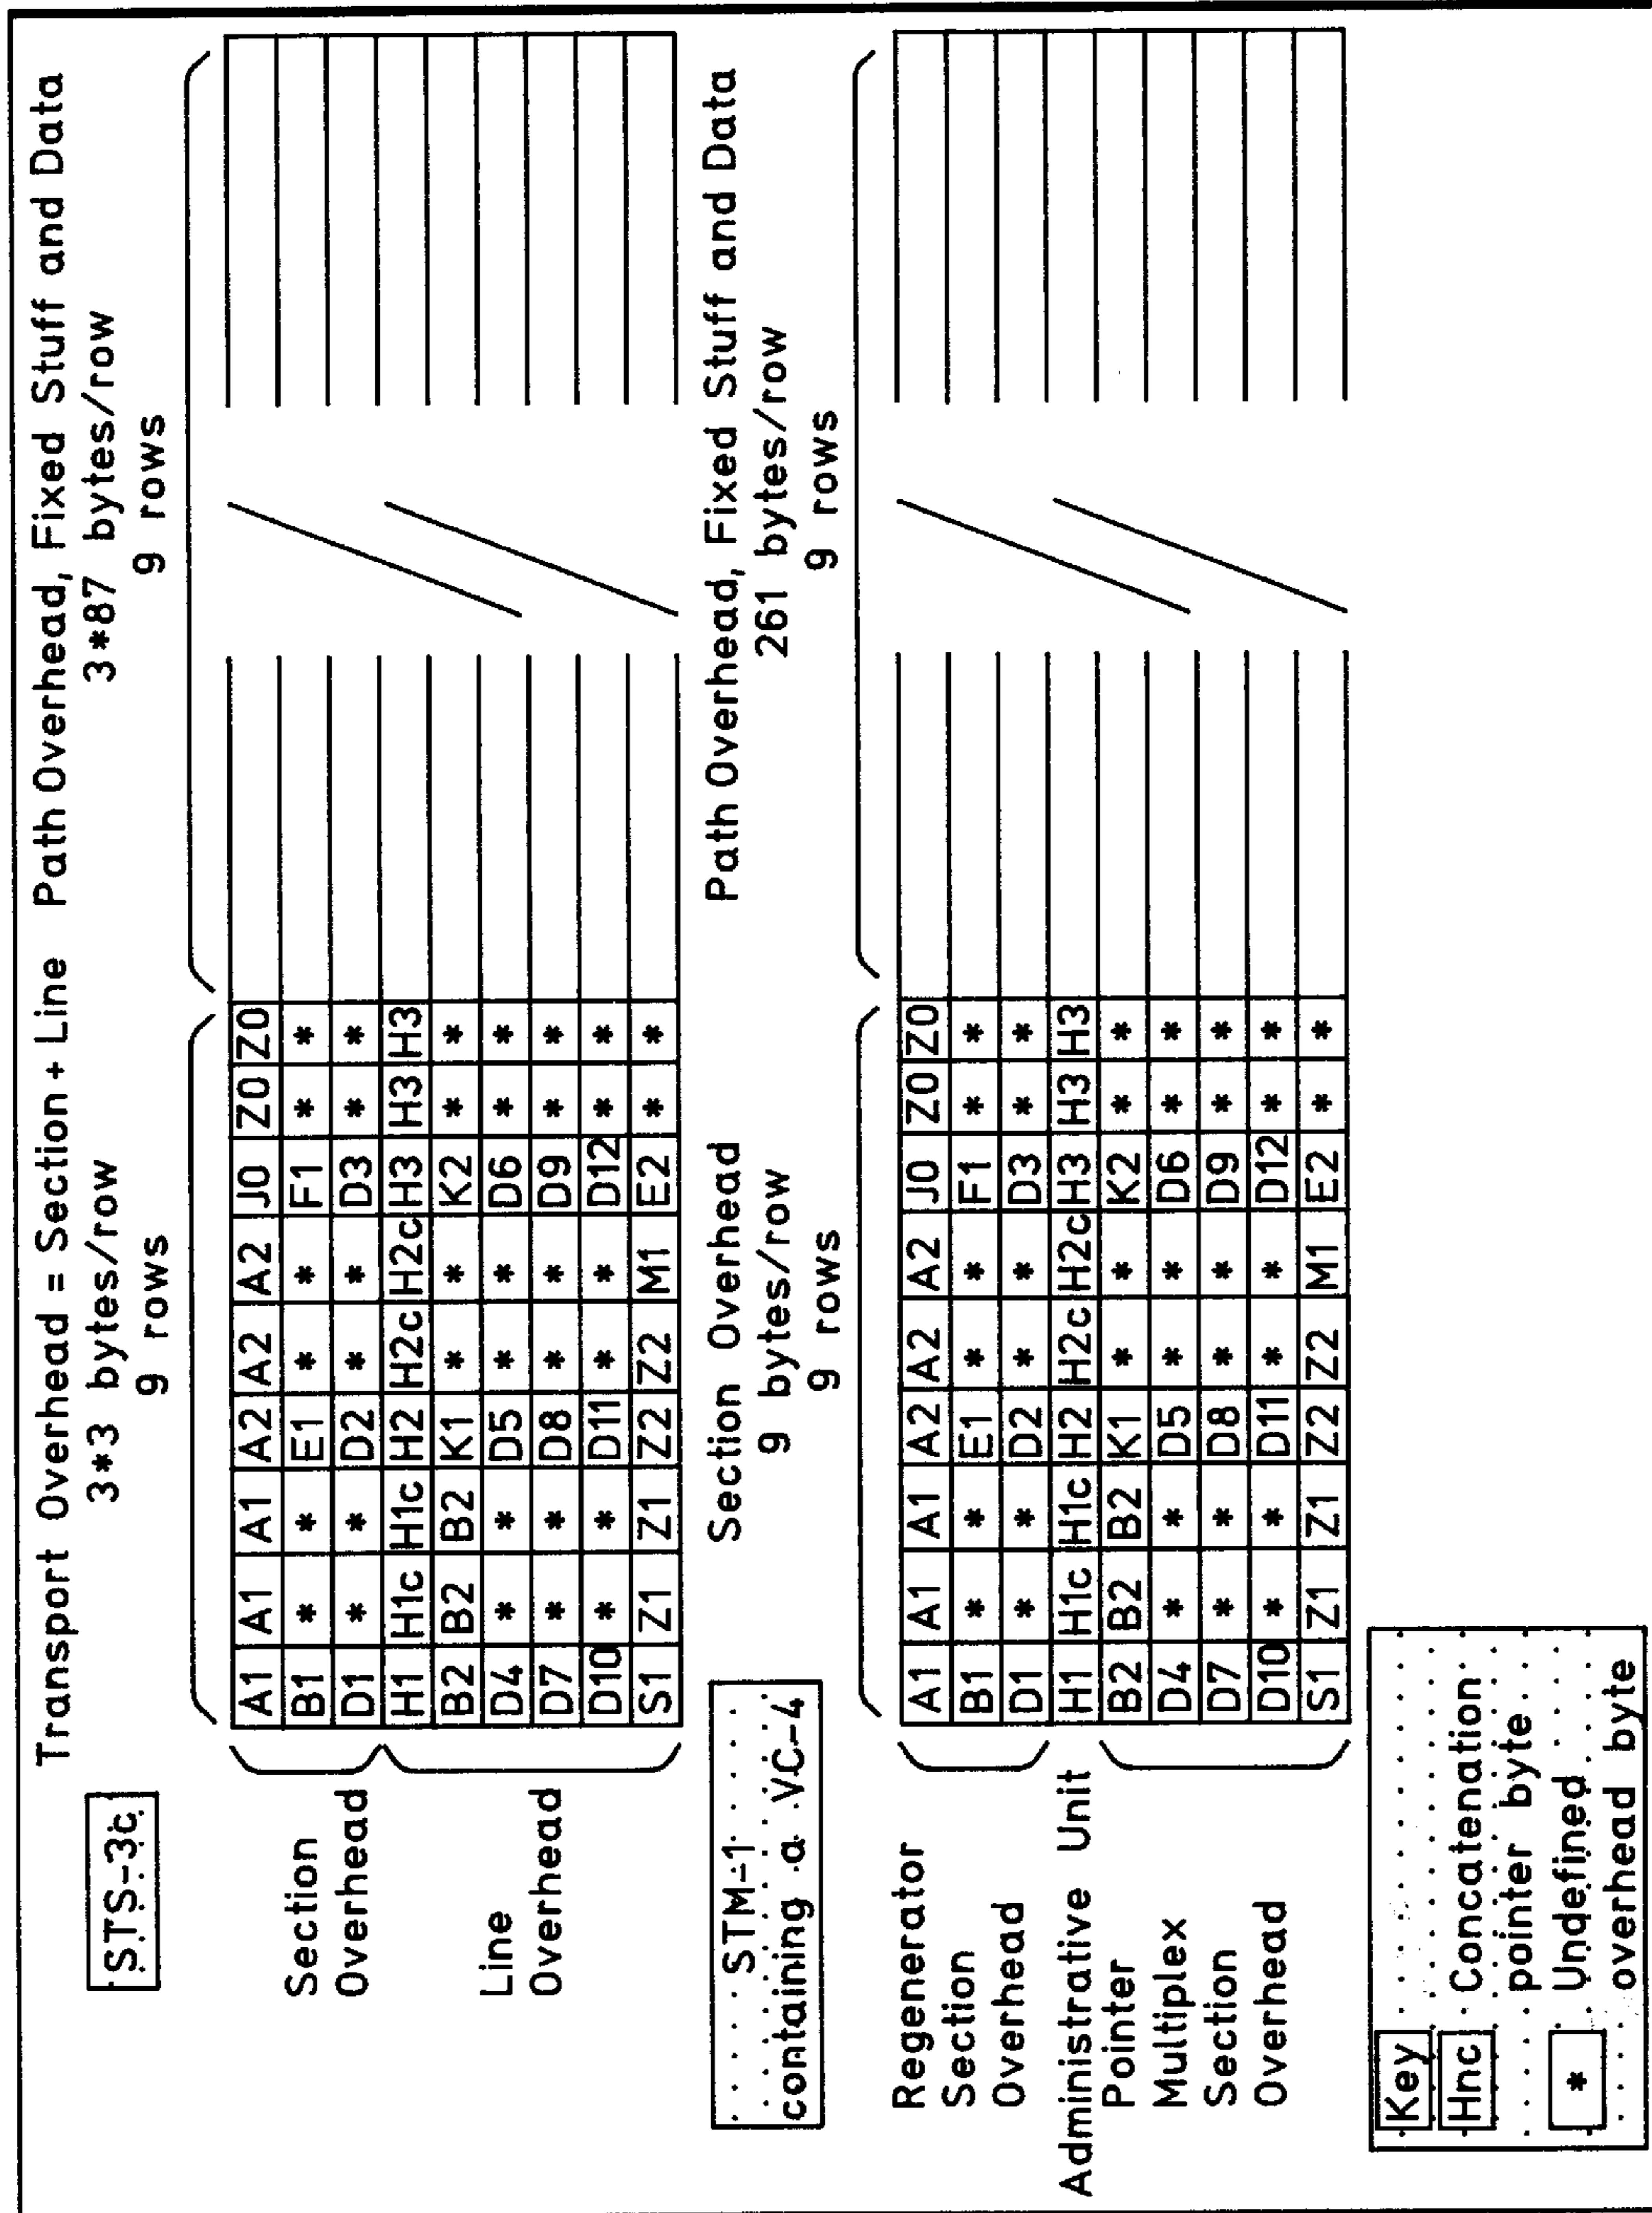 Transport Overhead = Section + Line Path Overhead, Fixed Stuff and Data
STS-3c
3*3 bytes/row 3*87 bytes/row
9 rows 9 rows
A1 A1 A1 A2 A2 A2 J0 Z0 Z0
B1 * * E1 * * F1 * *
D1 * * D2 * * D3 * *
H1 H1c H1c H2 H2c H2c H3 H3 H3
B2 B2 B2 K1 * * K2 * *
D4 * * D5 * * D6 * *
D7 * * D8 * * D9 * *
D10 * * D11 * * D12 * *
S1 Z1 Z1 Z2 Z2 M1 E2 * *
Section
Overhead
Line
Overhead
STM-1
containing a VC-4
Section Overhead Path Overhead, Fixed Stuff and Data
9 bytes/row 261 bytes/row
9 rows 9 rows
A1 A1 A1 A2 A2 A2 J0 Z0 Z0
B1 * * E1 * * F1 * *
D1 * * D2 * * D3 * *
H1 H1c H1c H2 H2c H2c H3 H3 H3
B2 B2 B2 K1 * * K2 * *
D4 * * D5 * * D6 * *
D7 * * D8 * * D9 * *
D10 * * D11 * * D12 * *
S1 Z1 Z1 Z2 Z2 M1 E2 * *
Regenerator
Section
Overhead
Administrative Unit
Pointer
Multiplex
Section
Overhead
Key
Hnc Concatenation
pointer byte
* Undefined
overhead byte